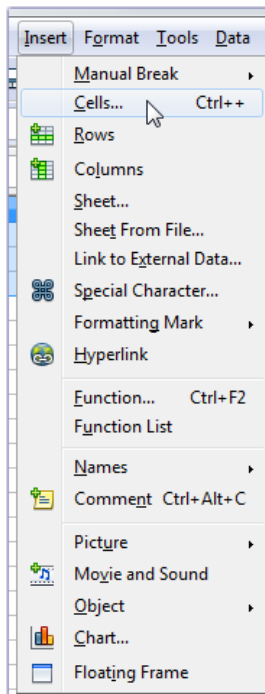 Insert Format Tools Data
Manual Break
Cells... Ctrl++
Rows
Columns
Sheet...
Sheet From File...
Link to External Data...
Special Character...
Formatting Mark
Hyperlink
Function... Ctrl+F2
Function List
Names
Comment Ctrl+Alt+C
Picture
Movie and Sound
Object
Chart...
Floating Frame